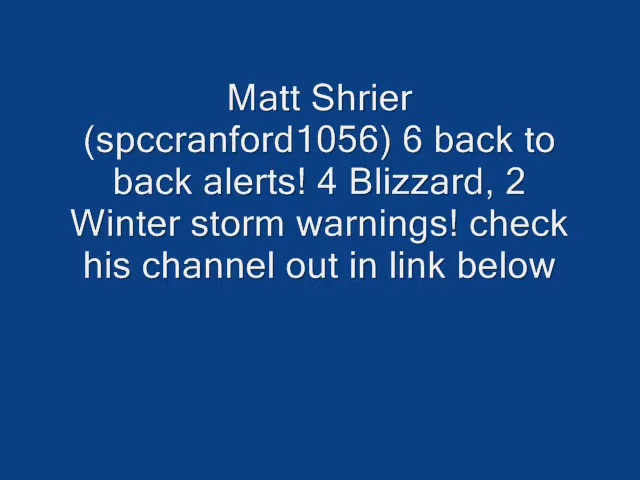 Matt Shrier
(spccranford1056) 6 back to
back alerts! 4 Blizzard, 2
Winter storm warnings! check
his channel out in link below